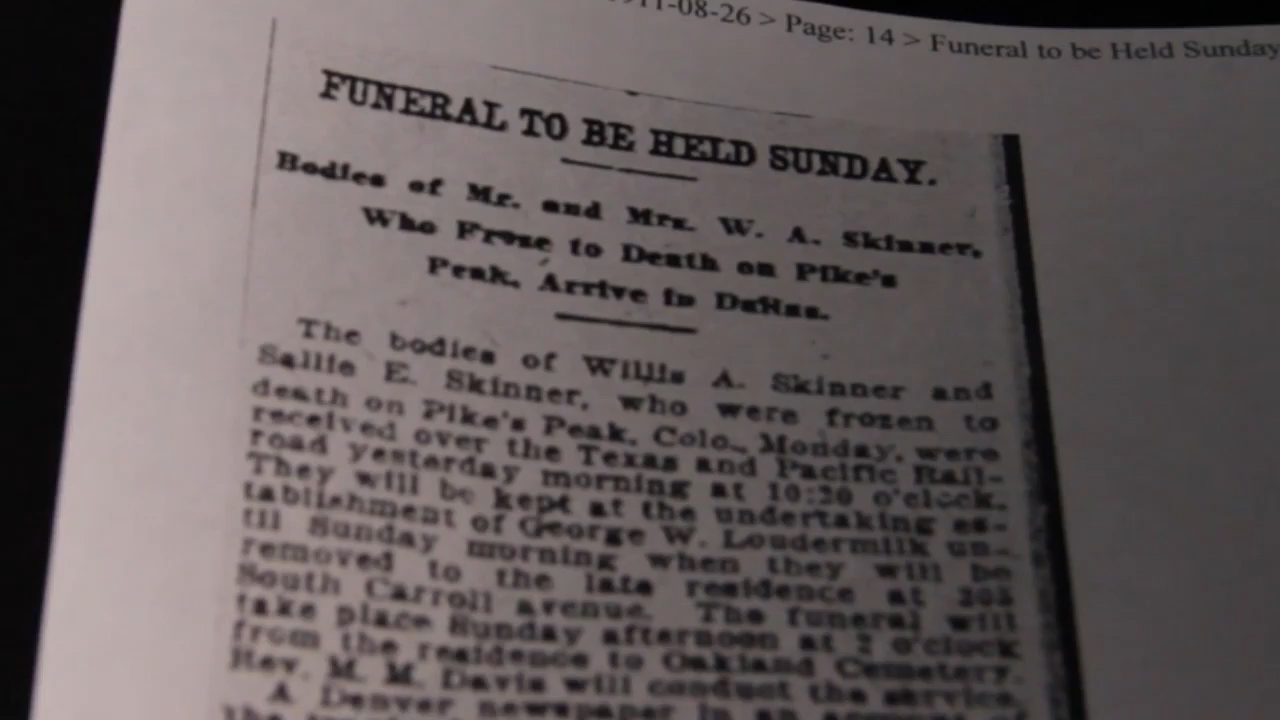 11-08-26 > Page: 14 > Funeral to be Held Sunday
FUNERAL TO BE HELD SUNDAY.
Bodies of Mr. and Mrs. W. A. Skinner,
Who Froze to Death on Pike's
Peak, Arrive in Dallas.
The bodies of Willis A. Skinner and
Sallie E. Skinner, who were frozen to
death on Pike's Peak, Colo., Monday, were
received over the Texas and Pacific Rail-
road yesterday morning at 10:20 o'clock.
They will be kept at the undertaking es-
tablishment of George W. Loudermilk un-
til Sunday morning when they will be
removed to the late residence at
South Carroll avenue. The funeral will
take place Sunday afternoon at 2 o'clock
from the residence to Oakland Cemetery.
Rev. M. M. Davis will conduct the service.
A Denver newspaper in an account of
the